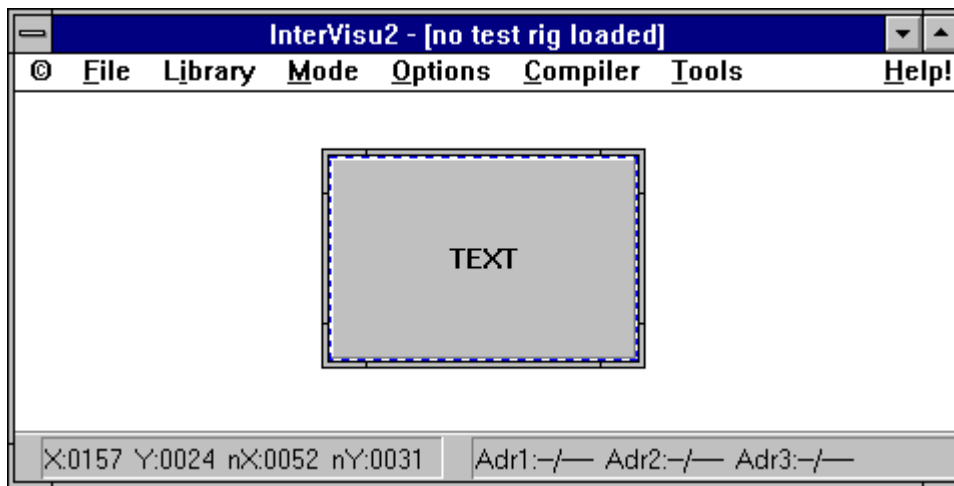 InterVisu2 - [no test rig loaded]
© File Library Mode Options Compiler Tools Help!
TEXT
X:0157 Y:0024 nX:0052 nY:0031 Adr1:–/–– Adr2:–/–– Adr3:–/––